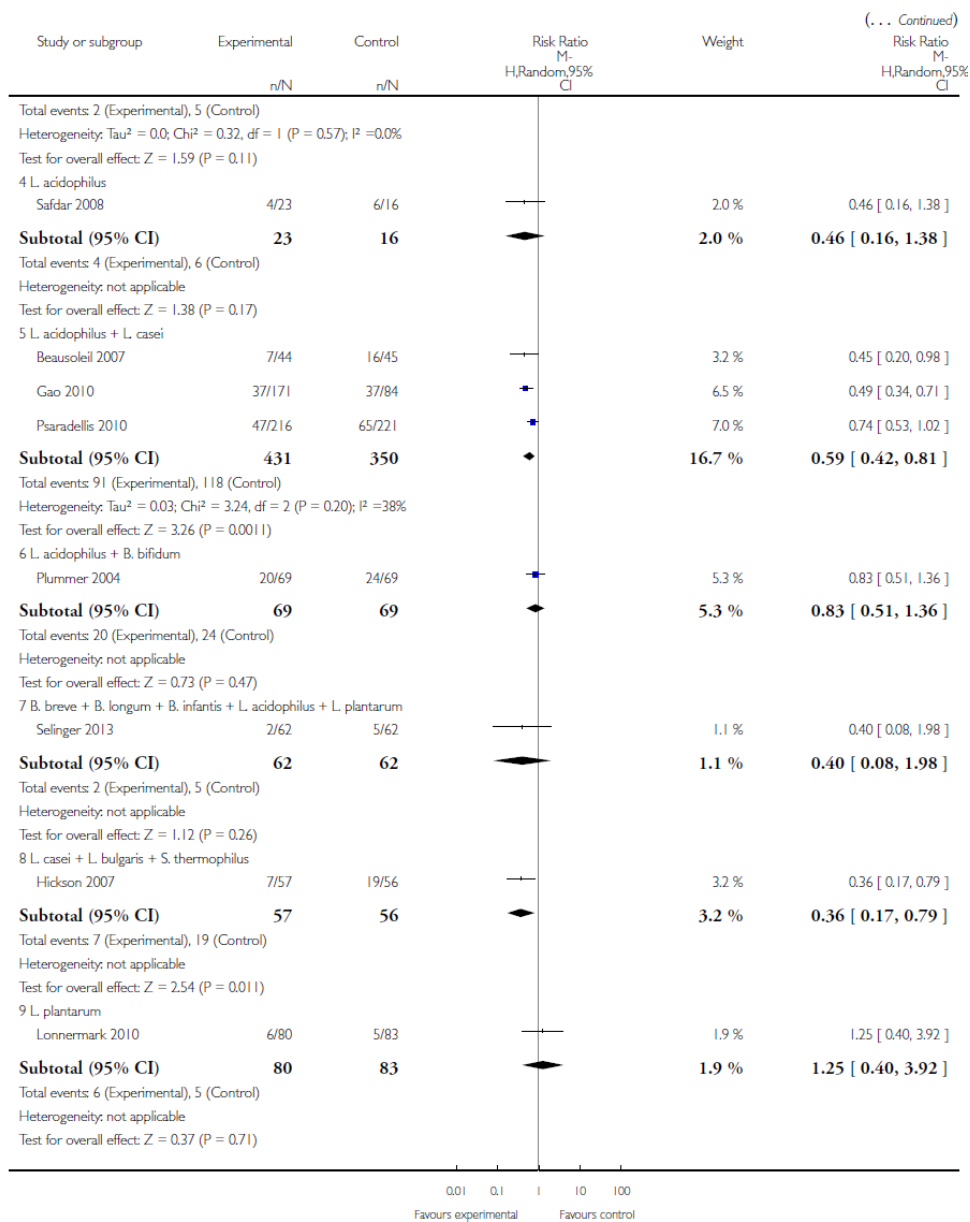 (... Continued)
Study or subgroup Experimental Control Risk Ratio Weight Risk Ratio
M- M-
H,Random,95% H,Random,95%
n/N n/N CI CI
Total events: 2 (Experimental), 5 (Control)
Heterogeneity: Tau² = 0.0; Chi² = 0.32, df = 1 (P = 0.57); I² =0.0%
Test for overall effect: Z = 1.59 (P = 0.11)
4 L. acidophilus
Safdar 2008 4/23 6/16 2.0 % 0.46 [ 0.16, 1.38 ]
Subtotal (95% CI) 23 16 2.0 % 0.46 [ 0.16, 1.38 ]
Total events: 4 (Experimental), 6 (Control)
Heterogeneity: not applicable
Test for overall effect: Z = 1.38 (P = 0.17)
5 L. acidophilus + L. casei
Beausoleil 2007 7/44 16/45 3.2 % 0.45 [ 0.20, 0.98 ]
Gao 2010 37/171 37/84 6.5 % 0.49 [ 0.34, 0.71 ]
Psaradellis 2010 47/216 65/221 7.0 % 0.74 [ 0.53, 1.02 ]
Subtotal (95% CI) 431 350 16.7 % 0.59 [ 0.42, 0.81 ]
Total events: 91 (Experimental), 118 (Control)
Heterogeneity: Tau² = 0.03; Chi² = 3.24, df = 2 (P = 0.20); I² =38%
Test for overall effect: Z = 3.26 (P = 0.0011)
6 L. acidophilus + B. bifidum
Plummer 2004 20/69 24/69 5.3 % 0.83 [ 0.51, 1.36 ]
Subtotal (95% CI) 69 69 5.3 % 0.83 [ 0.51, 1.36 ]
Total events: 20 (Experimental), 24 (Control)
Heterogeneity: not applicable
Test for overall effect: Z = 0.73 (P = 0.47)
7 B. breve + B. longum + B. infantis + L. acidophilus + L. plantarum
Selinger 2013 2/62 5/62 1.1 % 0.40 [ 0.08, 1.98 ]
Subtotal (95% CI) 62 62 1.1 % 0.40 [ 0.08, 1.98 ]
Total events: 2 (Experimental), 5 (Control)
Heterogeneity: not applicable
Test for overall effect: Z = 1.12 (P = 0.26)
8 L. casei + L. bulgaris + S. thermophilus
Hickson 2007 7/57 19/56 3.2 % 0.36 [ 0.17, 0.79 ]
Subtotal (95% CI) 57 56 3.2 % 0.36 [ 0.17, 0.79 ]
Total events: 7 (Experimental), 19 (Control)
Heterogeneity: not applicable
Test for overall effect: Z = 2.54 (P = 0.011)
9 L. plantarum
Lonnermark 2010 6/80 5/83 1.9 % 1.25 [ 0.40, 3.92 ]
Subtotal (95% CI) 80 83 1.9 % 1.25 [ 0.40, 3.92 ]
Total events: 6 (Experimental), 5 (Control)
Heterogeneity: not applicable
Test for overall effect: Z = 0.37 (P = 0.71)
0.01 0.1 1 10 100
Favours experimental Favours control